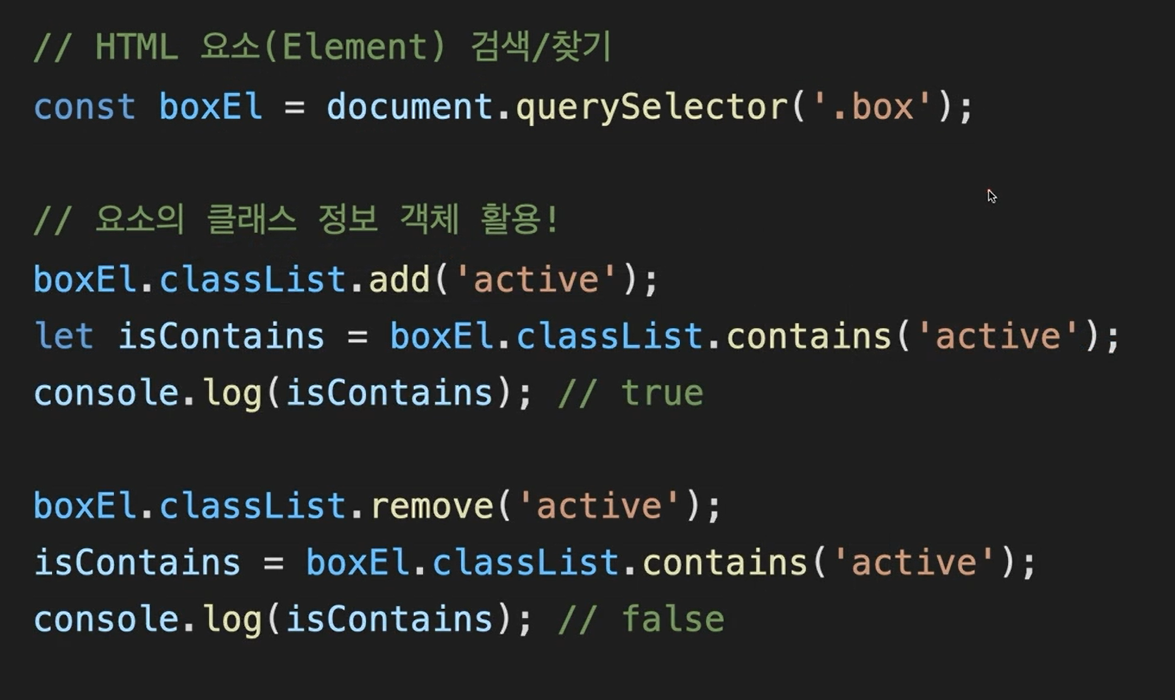 // HTML 요소(Element) 검색/찾기
const boxEl = document.querySelector('.box');
// 요소의 클래스 정보 객체 활용!
boxEl.classList.add('active');
let isContains = boxEl.classList.contains('active');
console.log(isContains); // true
boxEl.classList.remove('active');
isContains = boxEl.classList.contains('active');
console.log(isContains); // false